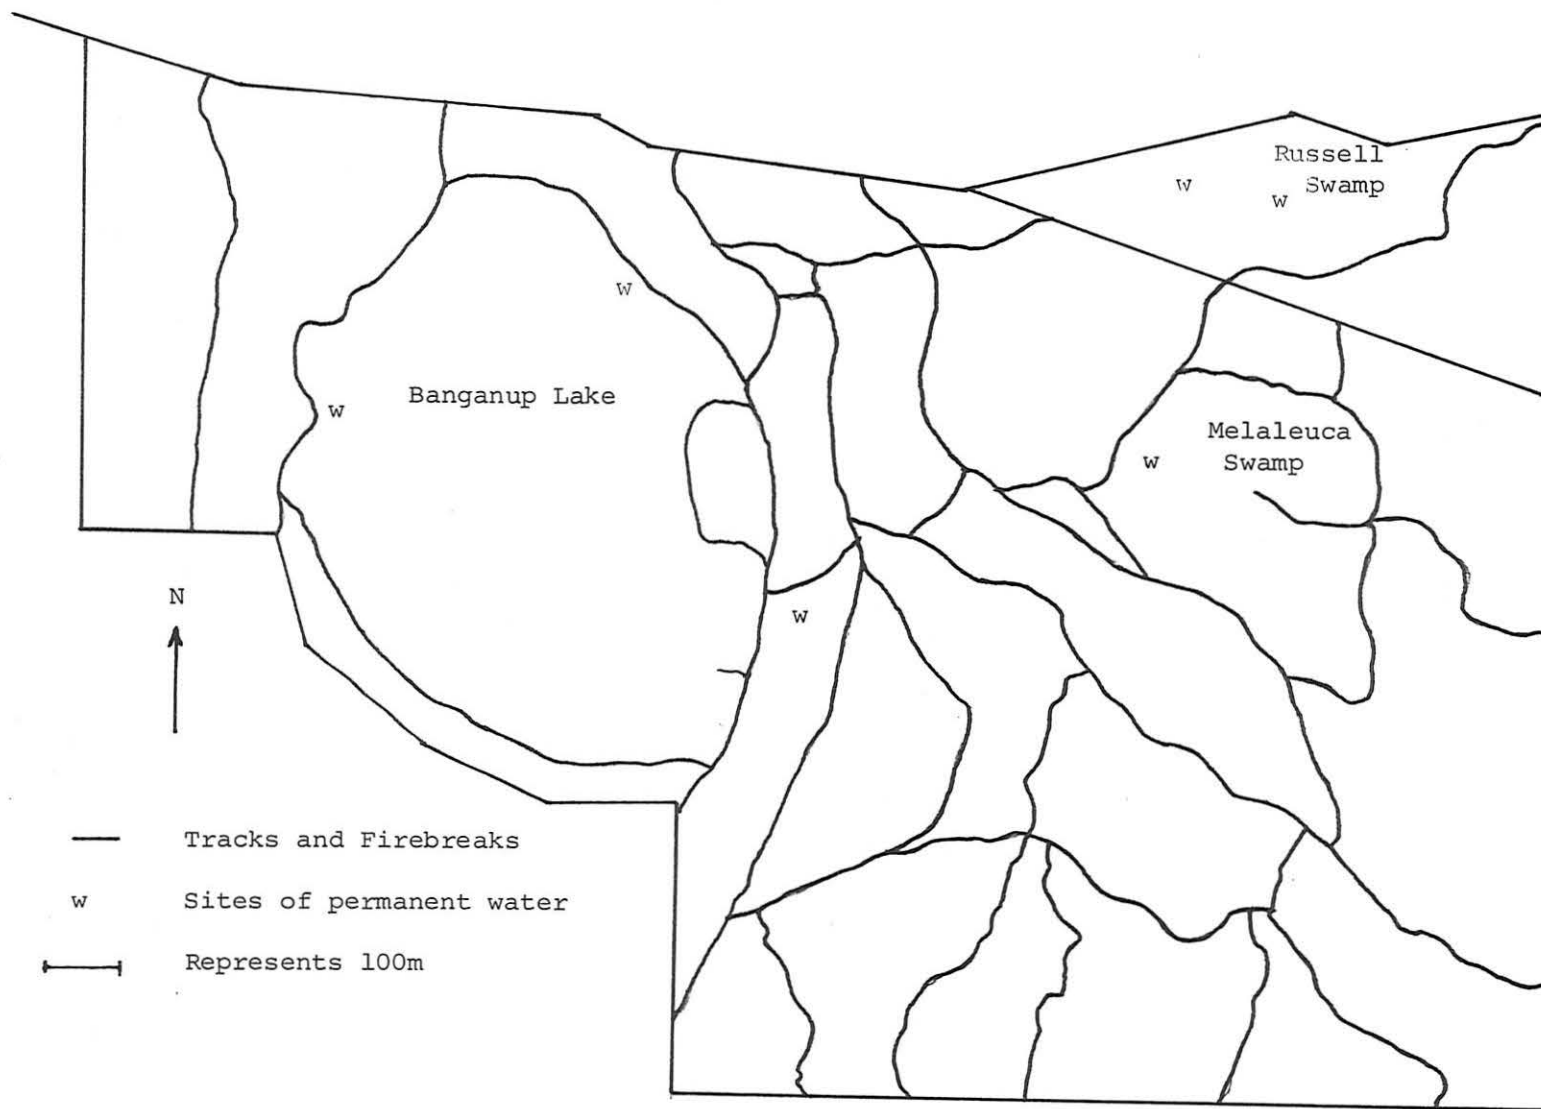 Russell
Swamp
w
w
w
Banganup Lake
w
Melaleuca
Swamp
w
N
w
Tracks and Firebreaks
w Sites of permanent water
Represents 100m